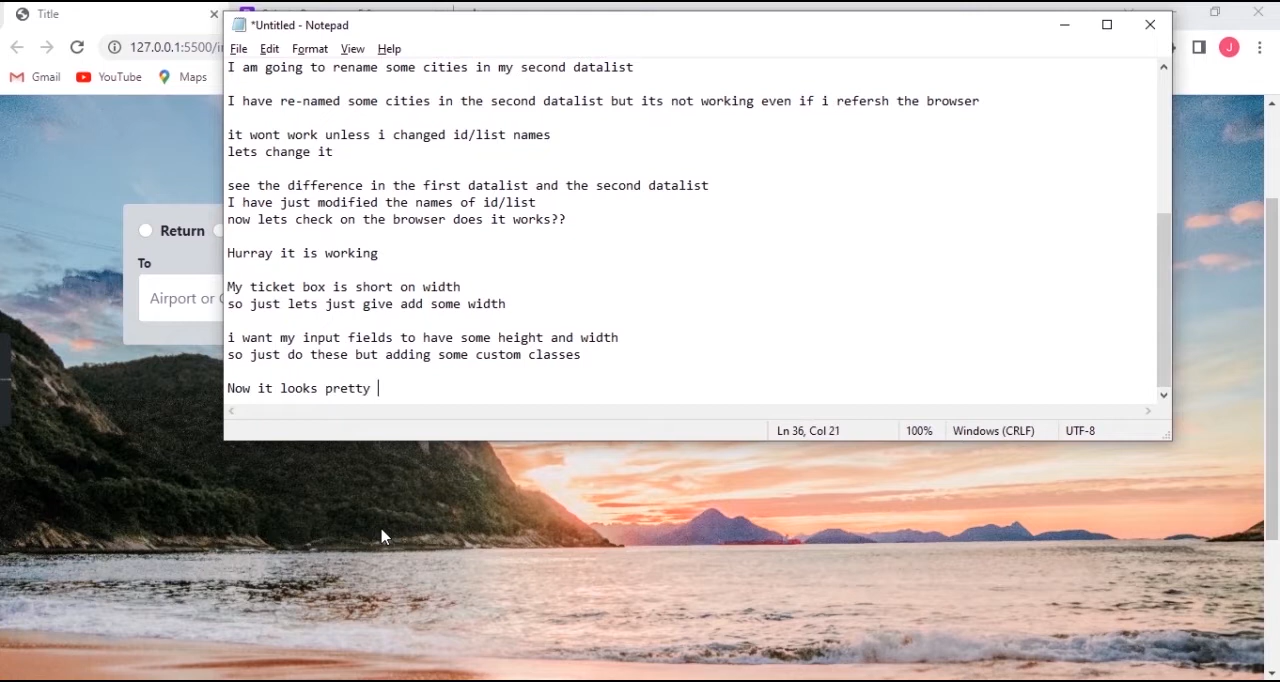 Title
*Untitled - Notepad
127.0.0.1:5500/i
File Edit Format View Help
J
Gmail YouTube Maps
I am going to rename some cities in my second datalist
I have re-named some cities in the second datalist but its not working even if i refersh the browser
it wont work unless i changed id/list names
lets change it
see the difference in the first datalist and the second datalist
I have just modified the names of id/list
now lets check on the browser does it works??
Hurray it is working
My ticket box is short on width
so just lets just give add some width
i want my input fields to have some height and width
so just do these but adding some custom classes
Now it looks pretty
Return
To
Airport or
Ln 36, Col 21 100% Windows (CRLF) UTF-8